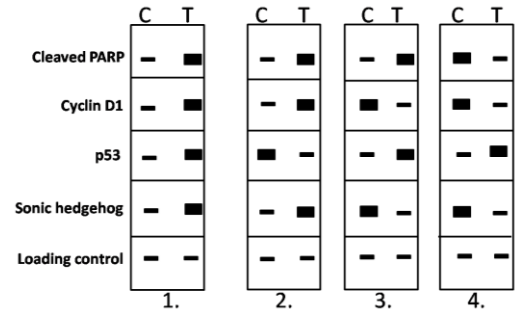 C T C T C T C T
Cleaved PARP
Cyclin D1
p53
Sonic hedgehog
Loading control
1. 2. 3. 4.